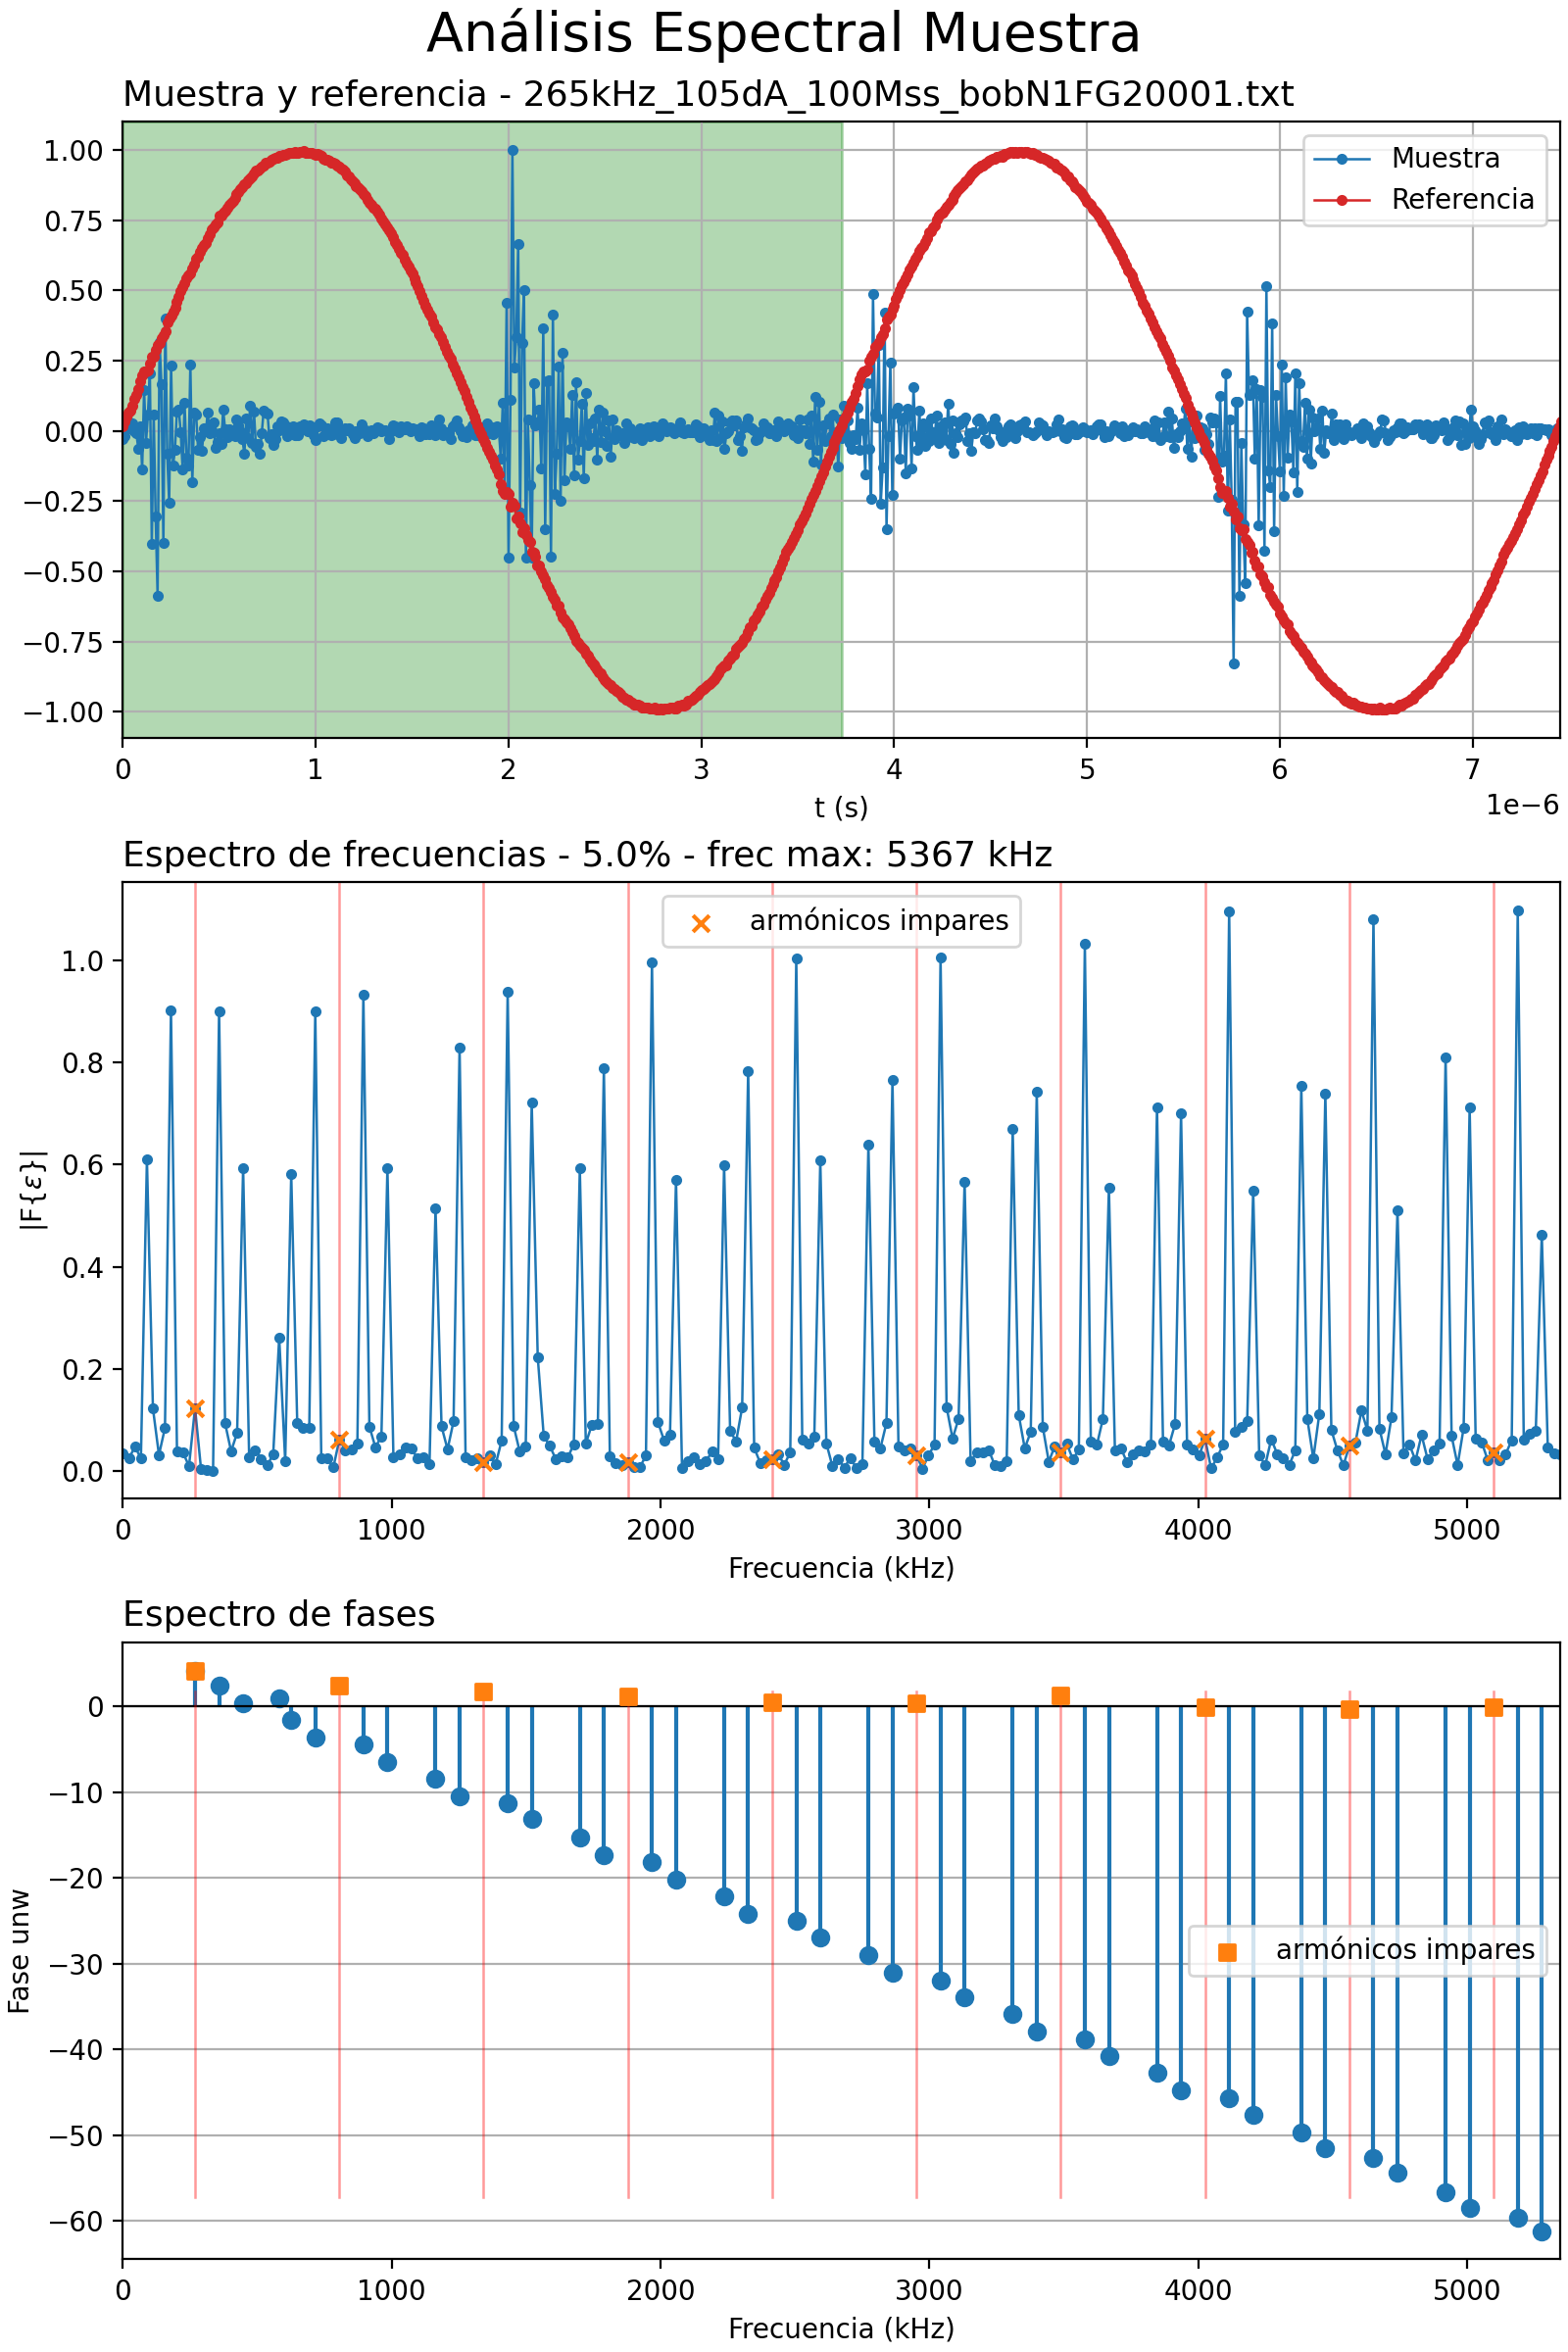 Análisis Espectral Muestra
Muestra y referencia - 265kHz_105dA_100Mss_bobN1FG20001.txt
1.00
0.75
0.50
0.25
0.00
−0.25
−0.50
−0.75
−1.00
Muestra
Referencia
0 1 2 3 4 5 6 7
1e−6
t (s)
Espectro de frecuencias - 5.0% - frec max: 5367 kHz
armónicos impares
1.0
0.8
0.6
0.4
0.2
0.0
|F{ε}|
0 1000 2000 3000 4000 5000
Frecuencia (kHz)
Espectro de fases
0
−10
−20
−30
−40
−50
−60
Fase unw
armónicos impares
0 1000 2000 3000 4000 5000
Frecuencia (kHz)